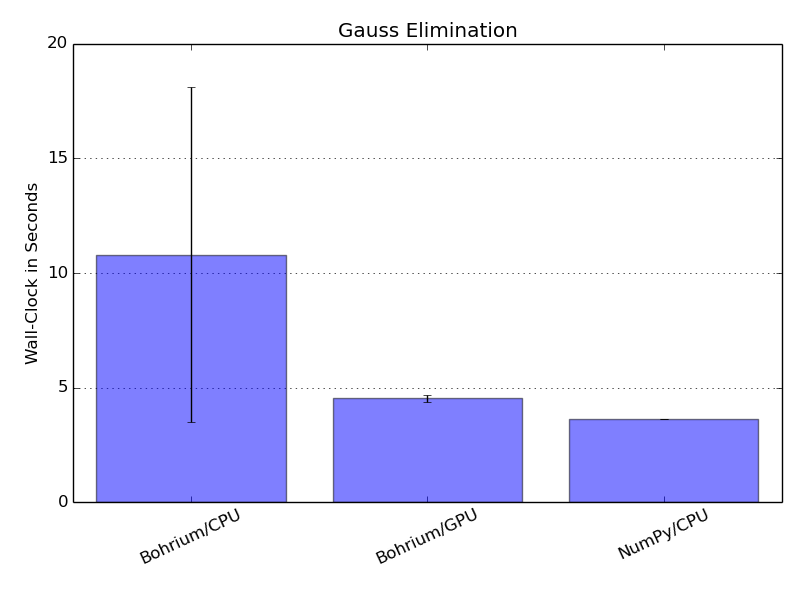 Gauss Elimination
Wall-Clock in Seconds
20
15
10
5
0
Bohrium/CPU
Bohrium/GPU
NumPy/CPU